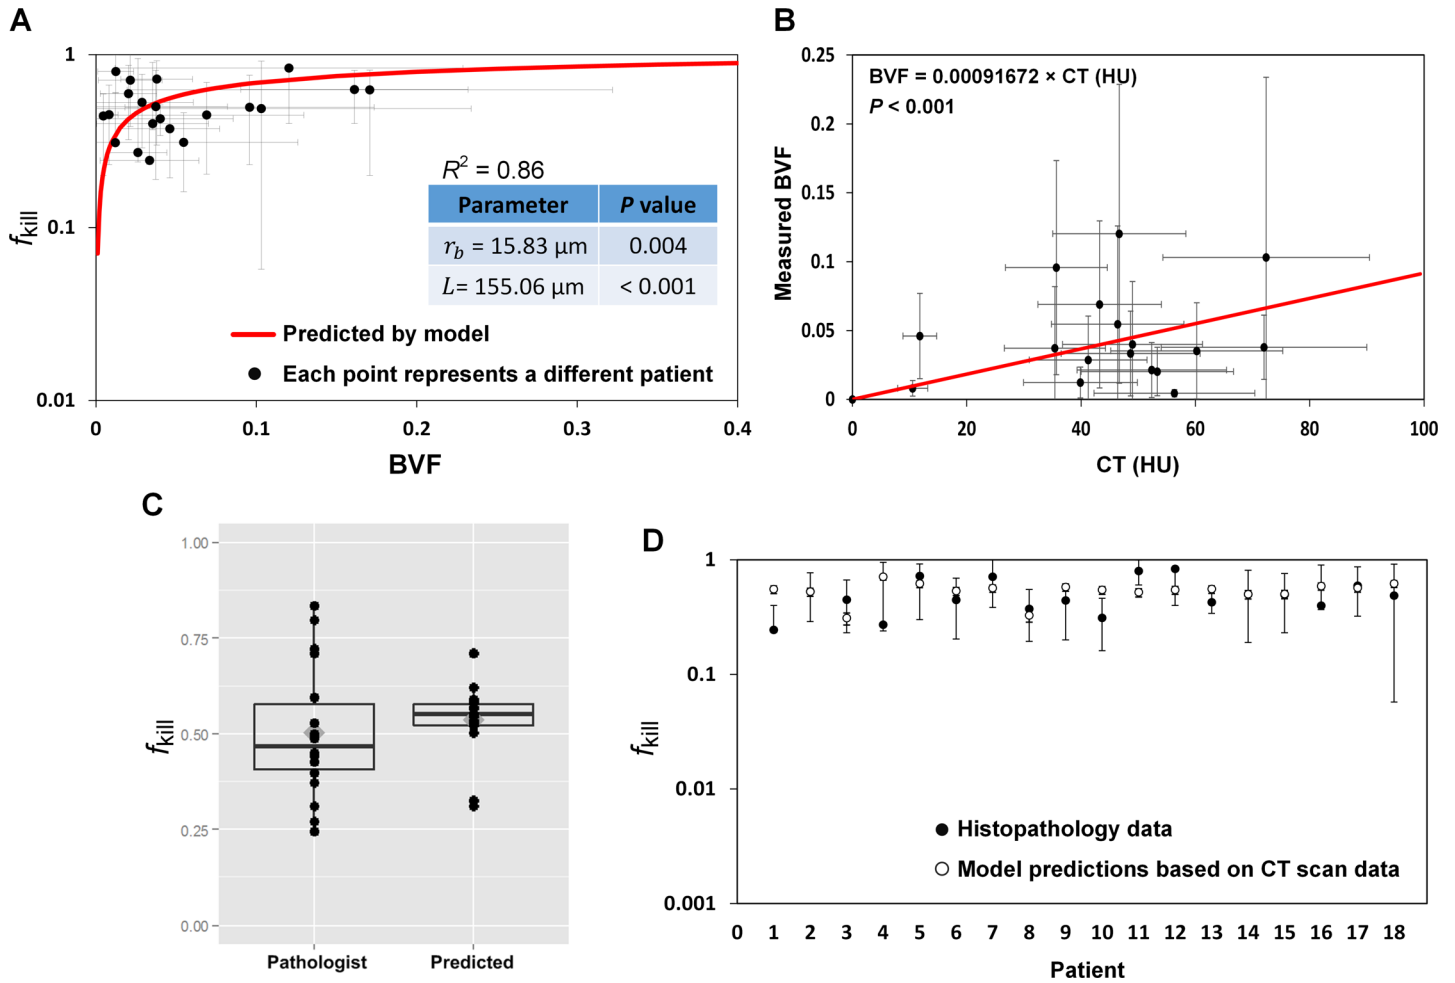 A
1
0.1
0.01
f kill
0
0.1
0.2
0.3
0.4
BVF
R² = 0.86
Parameter P value
r_b = 15.83 µm 0.004
L= 155.06 µm < 0.001
Predicted by model
Each point represents a different patient
B
0.25
0.2
0.15
0.1
0.05
0
Measured BVF
BVF = 0.00091672 × CT (HU)
P < 0.001
0 20 40 60 80 100
CT (HU)
C
1.00
0.75
0.50
0.25
0.00
f kill
Pathologist Predicted
D
1
0.1
0.01
0.001
f kill
Histopathology data
Model predictions based on CT scan data
0 1 2 3 4 5 6 7 8 9 10 11 12 13 14 15 16 17 18
Patient